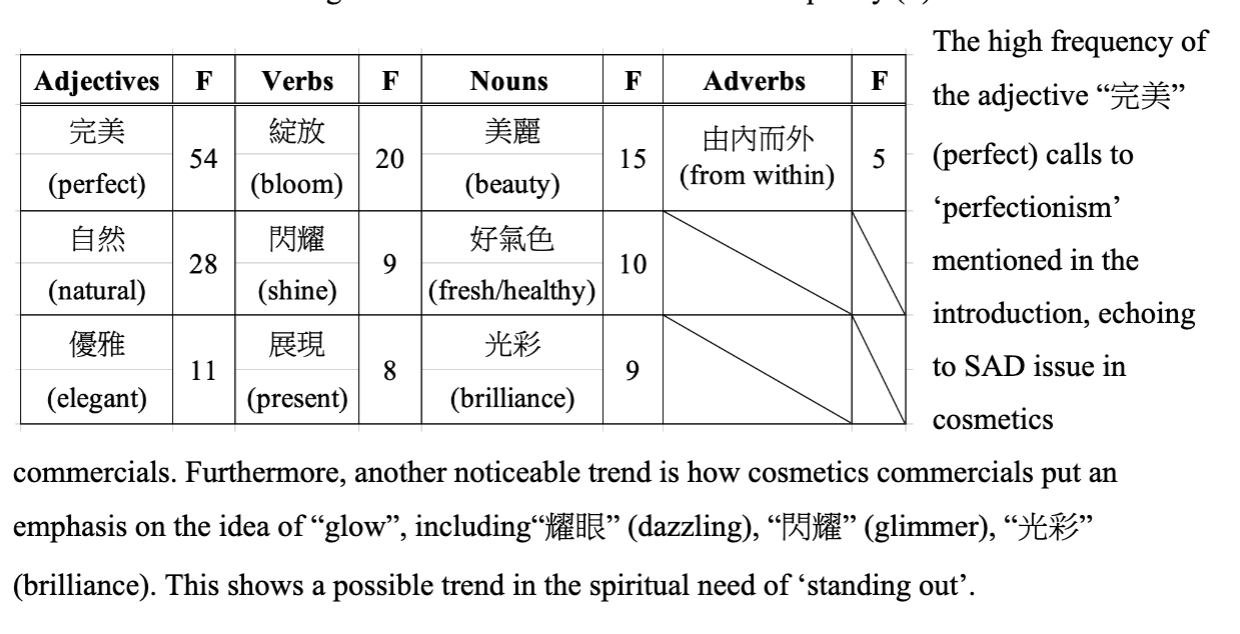 Adjectives F Verbs F Nouns F Adverbs F
完美 綻放 美麗
54 20 15 由內而外 5
(perfect) (bloom) (beauty) (from within)
自然 閃耀 好氣色
28 9 10
(natural) (shine) (fresh/healthy)
優雅 展現 光彩
11 8 9
(elegant) (present) (brilliance)
The high frequency of
the adjective “完美”
(perfect) calls to
‘perfectionism’
mentioned in the
introduction, echoing
to SAD issue in
cosmetics
commercials. Furthermore, another noticeable trend is how cosmetics commercials put an
emphasis on the idea of “glow”, including“耀眼” (dazzling), “閃耀” (glimmer), “光彩”
(brilliance). This shows a possible trend in the spiritual need of ‘standing out’.